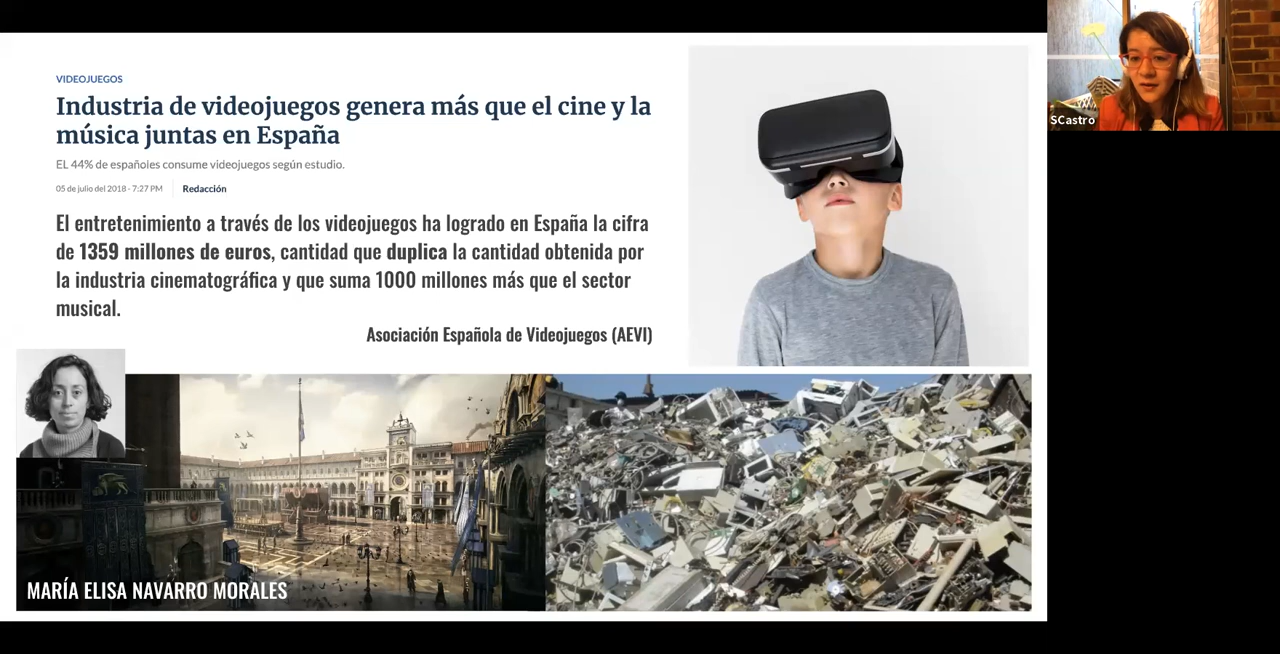 VIDEOJUEGOS
Industria de videojuegos genera más que el cine y la
música juntas en España
EL 44% de españoles consume videojuegos según estudio.
05 de julio del 2018 - 7:27 PM
Redacción
El entretenimiento a través de los videojuegos ha logrado en España la cifra
de 1359 millones de euros, cantidad que duplica la cantidad obtenida por
la industria cinematográfica y que suma 1000 millones más que el sector
musical.
Asociación Española de Videojuegos (AEVI)
MARÍA ELISA NAVARRO MORALES
SCastro